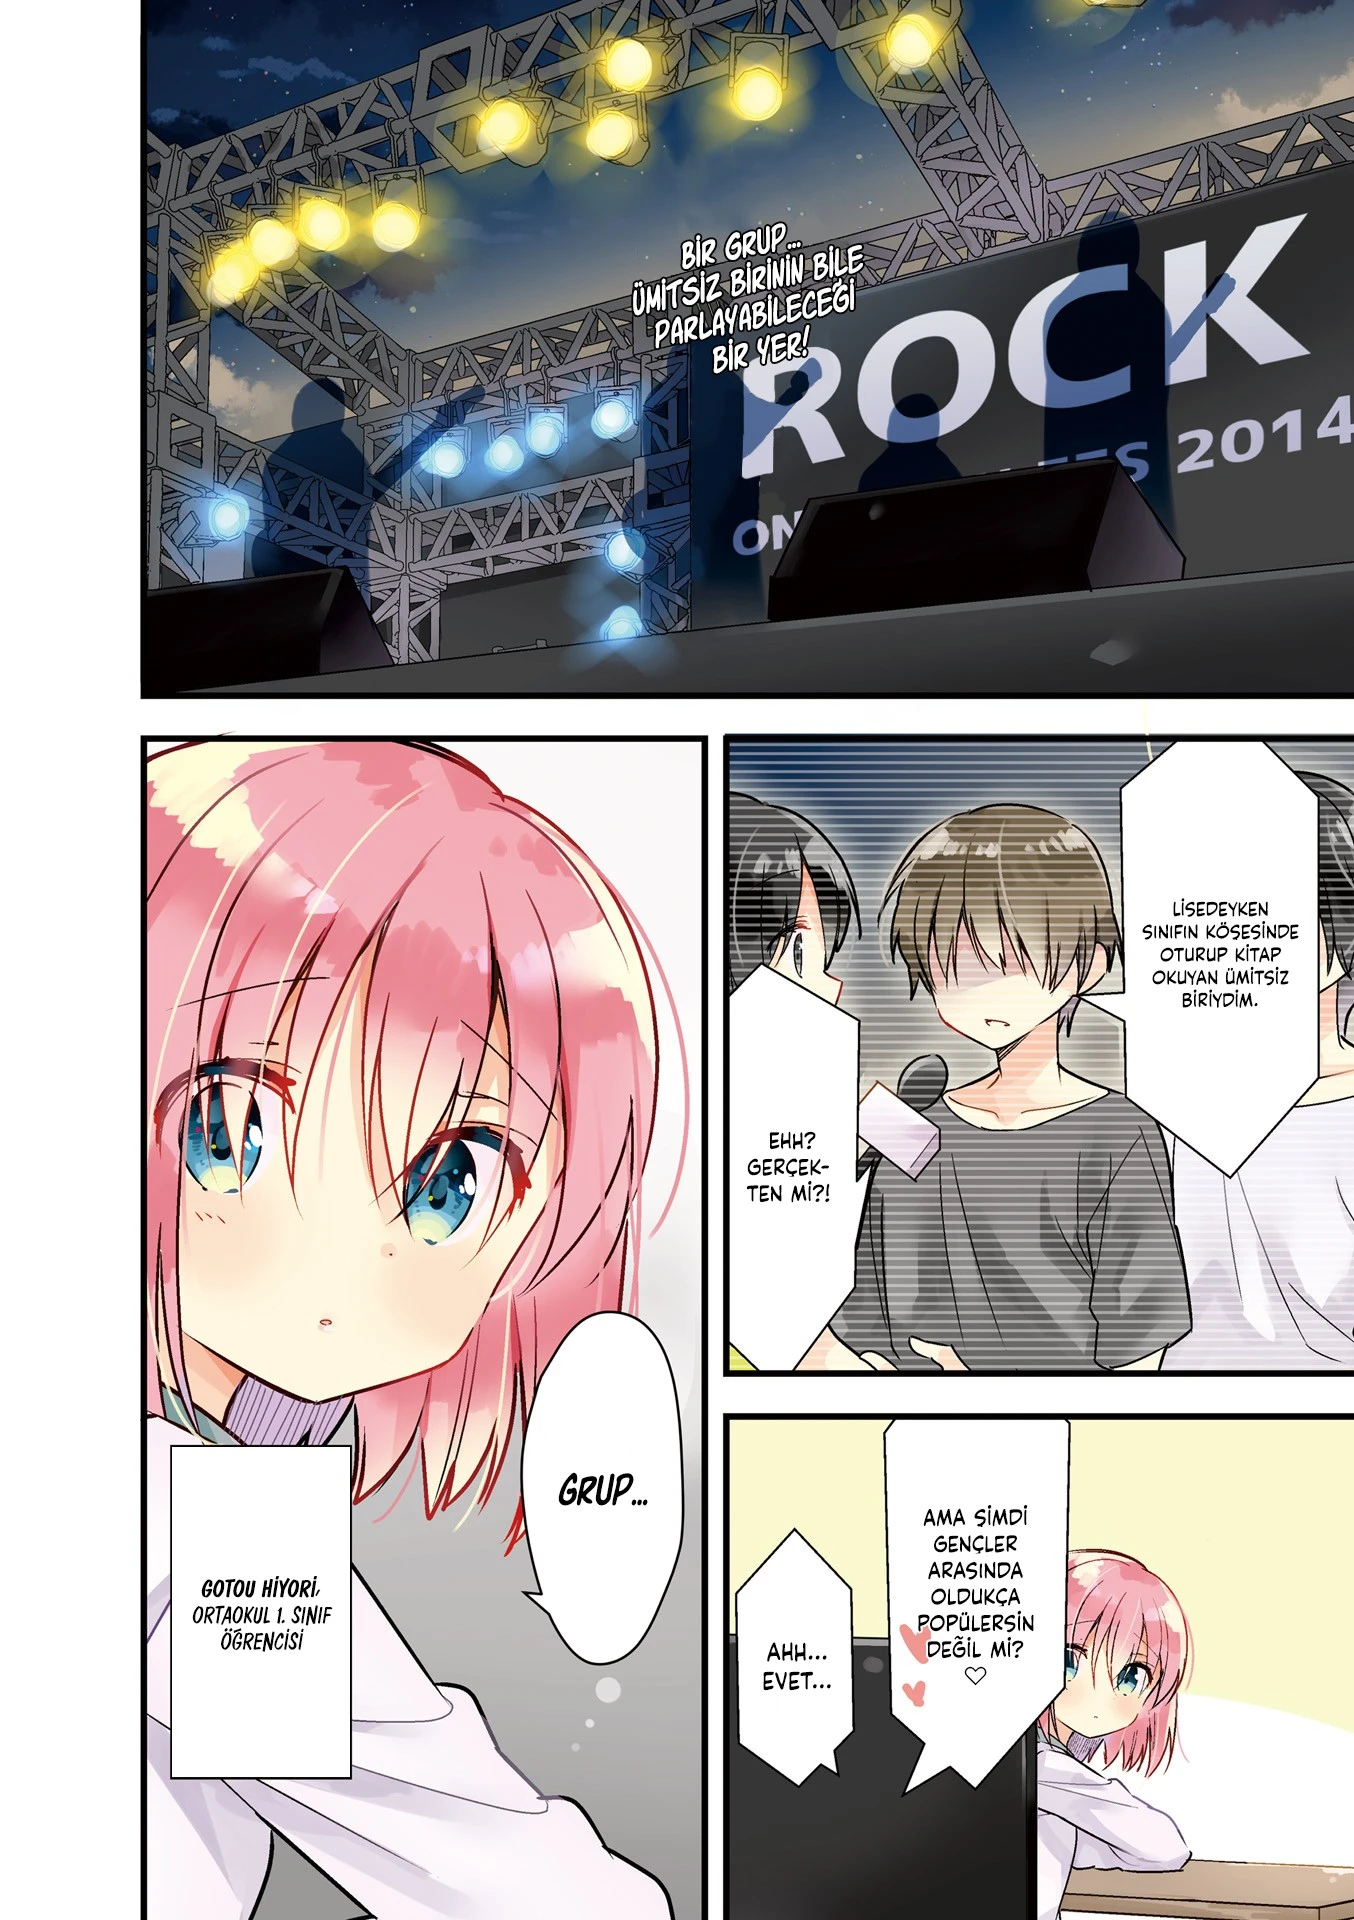 BİR GRUP...
ÜMİTSİZ BİRİNİN BİLE
PARLAYABİLECEĞİ
BİR YER!
ROCK
2014
LİSEDEYKEN
SINIFIN KÖŞESİNDE
OTURUP KİTAP
OKUYAN ÜMİTSİZ
BİRİYDİM.
EHH?
GERÇEK-
TEN Mİ?!
AMA ŞİMDİ
GENÇLER
ARASINDA
OLDUKÇA
POPÜLERSİN
DEĞİL Mİ?
♡
AHH...
EVET...
GRUP...
GOTOU HİYORİ,
ORTAOKUL 1. SINIF
ÖĞRENCİSİ